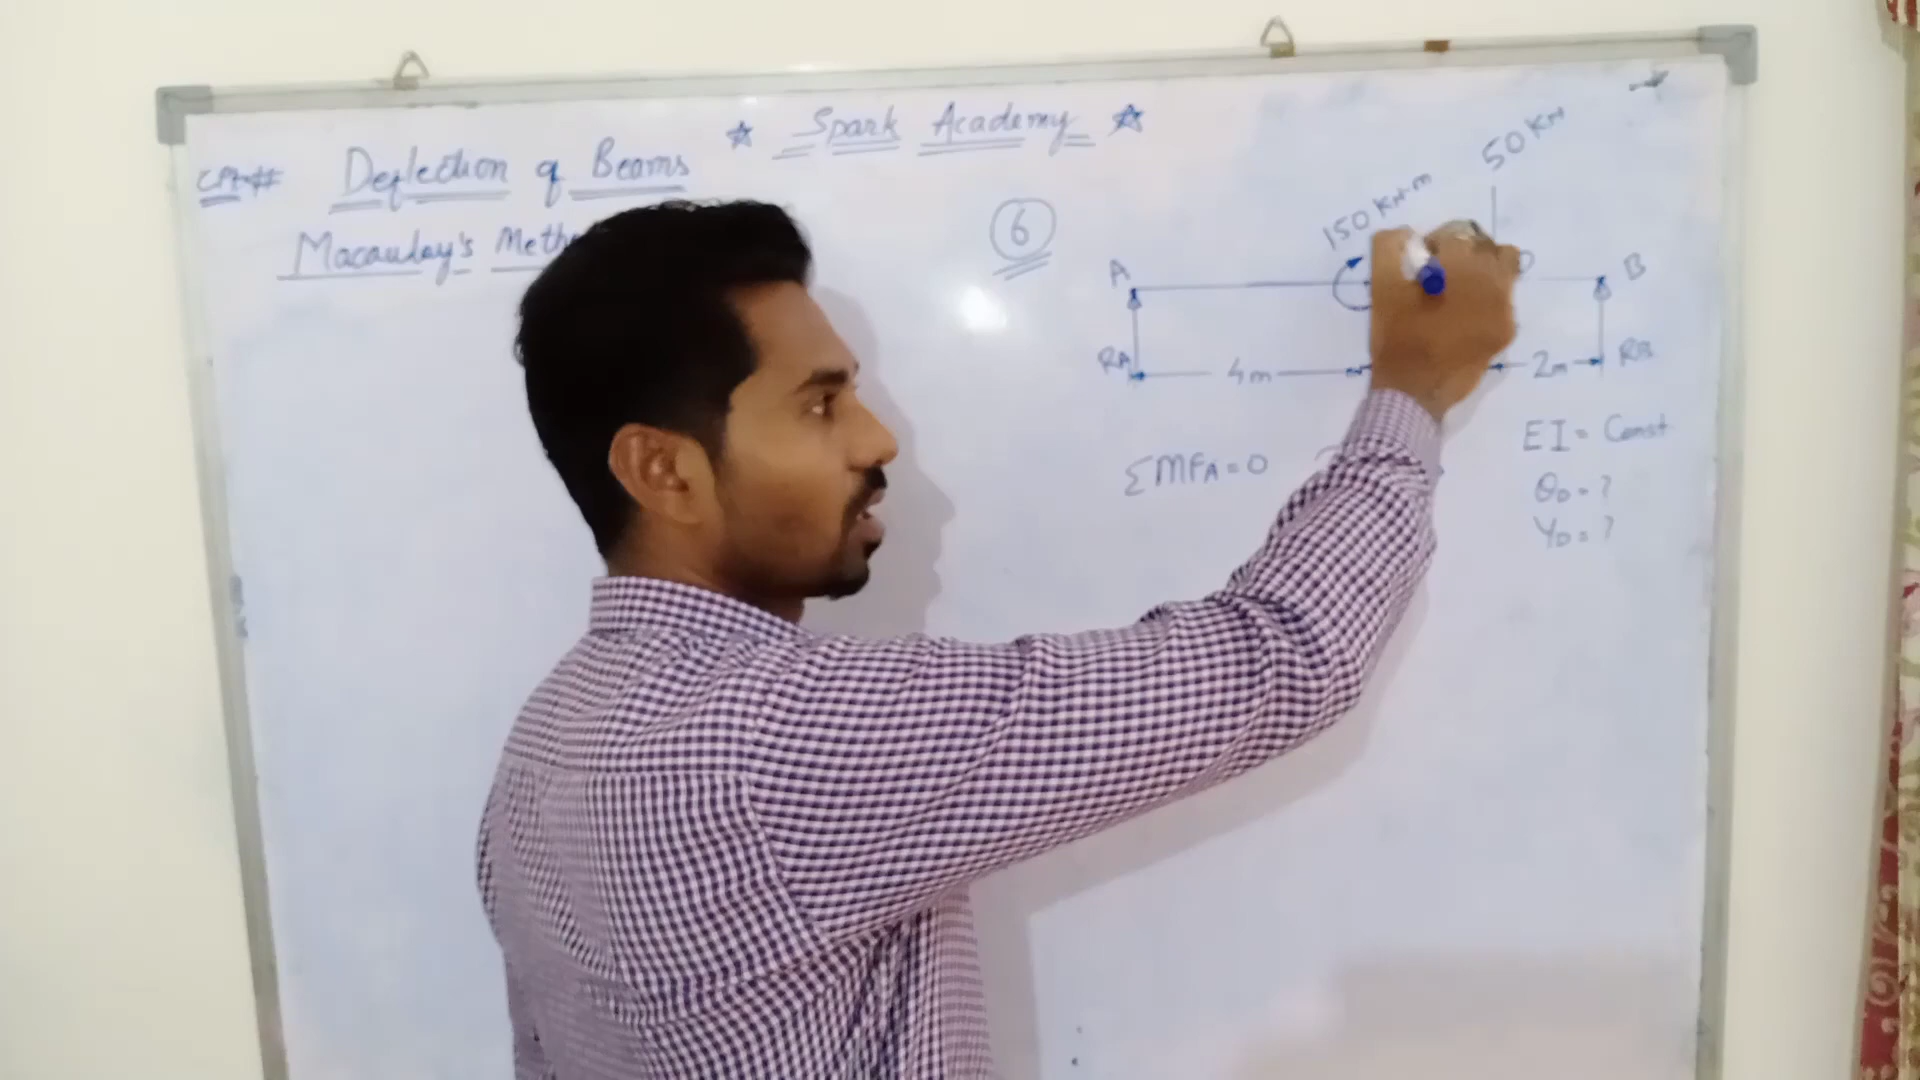 ☆ Spark Academy ☆
Deflection of Beams
Macaulay's Meth
6
50 KN
150 KN-m
A
D
B
RA
4m
2m
RB
EI = Const
ΣMFA=0
θD = ?
YD = ?